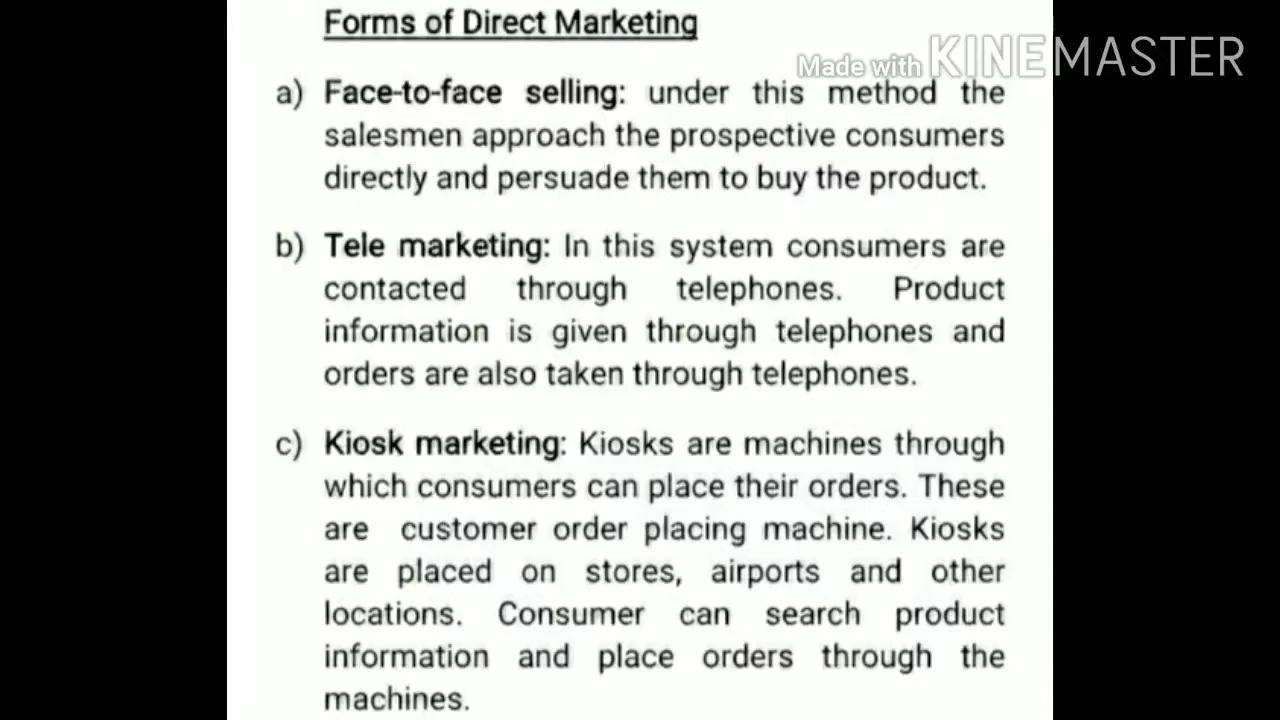 Forms of Direct Marketing
Made with KINEMASTER
a) Face-to-face selling: under this method the
salesmen approach the prospective consumers
directly and persuade them to buy the product.
b) Tele marketing: In this system consumers are
contacted through telephones. Product
information is given through telephones and
orders are also taken through telephones.
c) Kiosk marketing: Kiosks are machines through
which consumers can place their orders. These
are customer order placing machine. Kiosks
are placed on stores, airports and other
locations. Consumer can search product
information and place orders through the
machines.